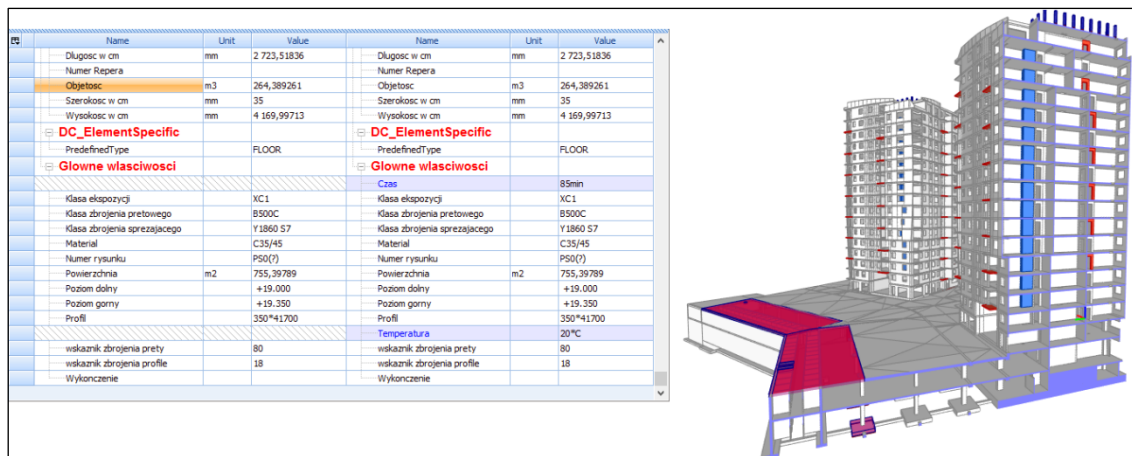 Name Unit Value Name Unit Value
Dlugosc w cm mm 2 723,51836 Dlugosc w cm mm 2 723,51836
Numer Repera Numer Repera
Objetosc m3 264,389261 Objetosc m3 264,389261
Szerokosc w cm mm 35 Szerokosc w cm mm 35
Wysokosc w cm mm 4 169,99713 Wysokosc w cm mm 4 169,99713
DC_ElementSpecific DC_ElementSpecific
PredefinedType FLOOR PredefinedType FLOOR
Glowne wlasciwosci Glowne wlasciwosci
Czas 85min
Klasa ekspozycji XC1 Klasa ekspozycji XC1
Klasa zbrojenia pretowego B500C Klasa zbrojenia pretowego B500C
Klasa zbrojenia sprezajacego Y1860 S7 Klasa zbrojenia sprezajacego Y1860 S7
Material C35/45 Material C35/45
Numer rysunku PS0(?) Numer rysunku PS0(?)
Powierzchnia m2 755,39789 Powierzchnia m2 755,39789
Poziom dolny +19.000 Poziom dolny +19.000
Poziom gorny +19.350 Poziom gorny +19.350
Profil 350*41700 Profil 350*41700
Temperatura 20°C
wskaznik zbrojenia prety 80 wskaznik zbrojenia prety 80
wskaznik zbrojenia profile 18 wskaznik zbrojenia profile 18
Wykonczenie Wykonczenie